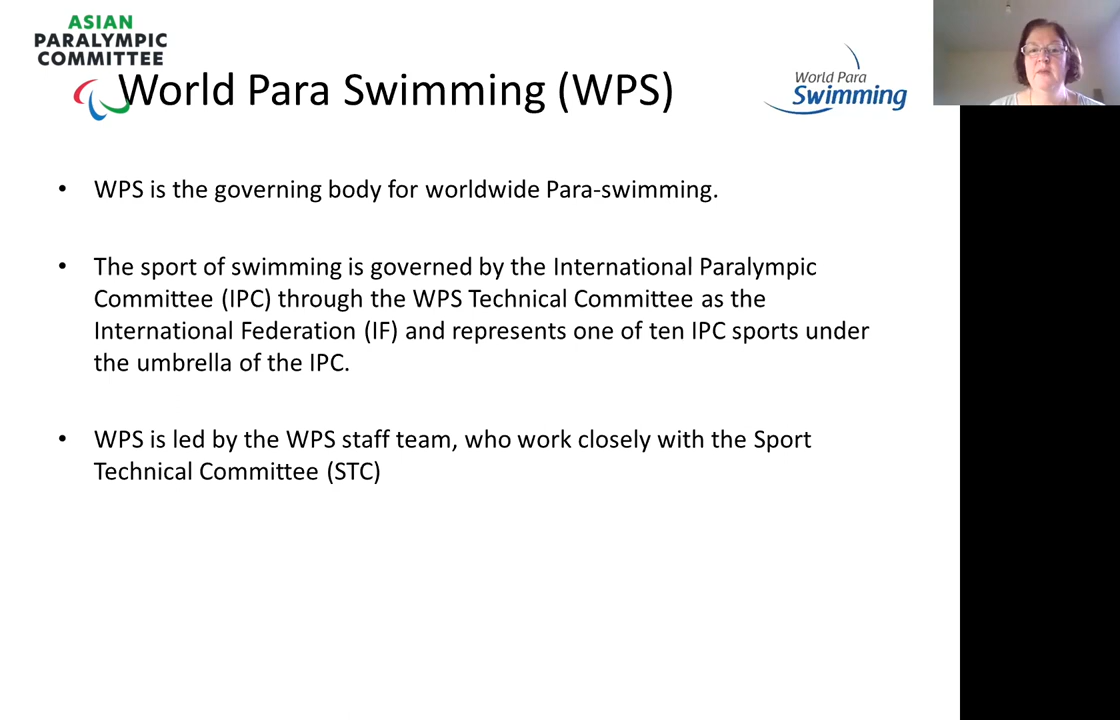 ASIAN
PARALYMPIC
COMMITTEE
World Para Swimming (WPS)
World Para
Swimming
• WPS is the governing body for worldwide Para-swimming.
• The sport of swimming is governed by the International Paralympic
Committee (IPC) through the WPS Technical Committee as the
International Federation (IF) and represents one of ten IPC sports under
the umbrella of the IPC.
• WPS is led by the WPS staff team, who work closely with the Sport
Technical Committee (STC)